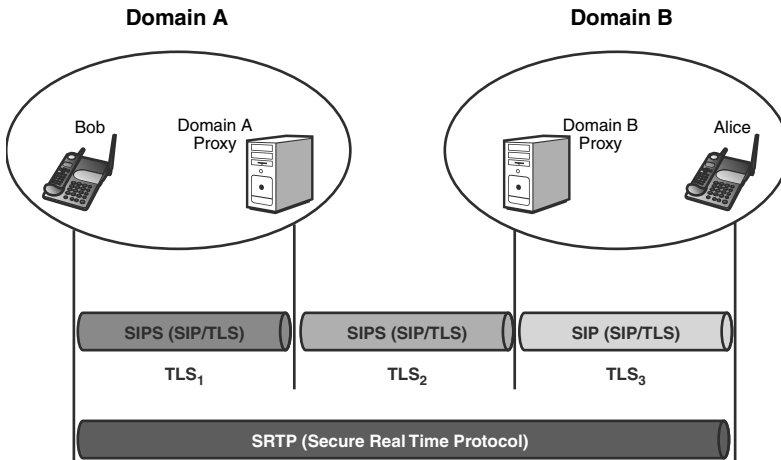 Domain A
Domain B
Bob
Domain A
Proxy
Domain B
Proxy
Alice
SIPS (SIP/TLS)
SIPS (SIP/TLS)
SIP (SIP/TLS)
TLS1
TLS2
TLS3
SRTP (Secure Real Time Protocol)